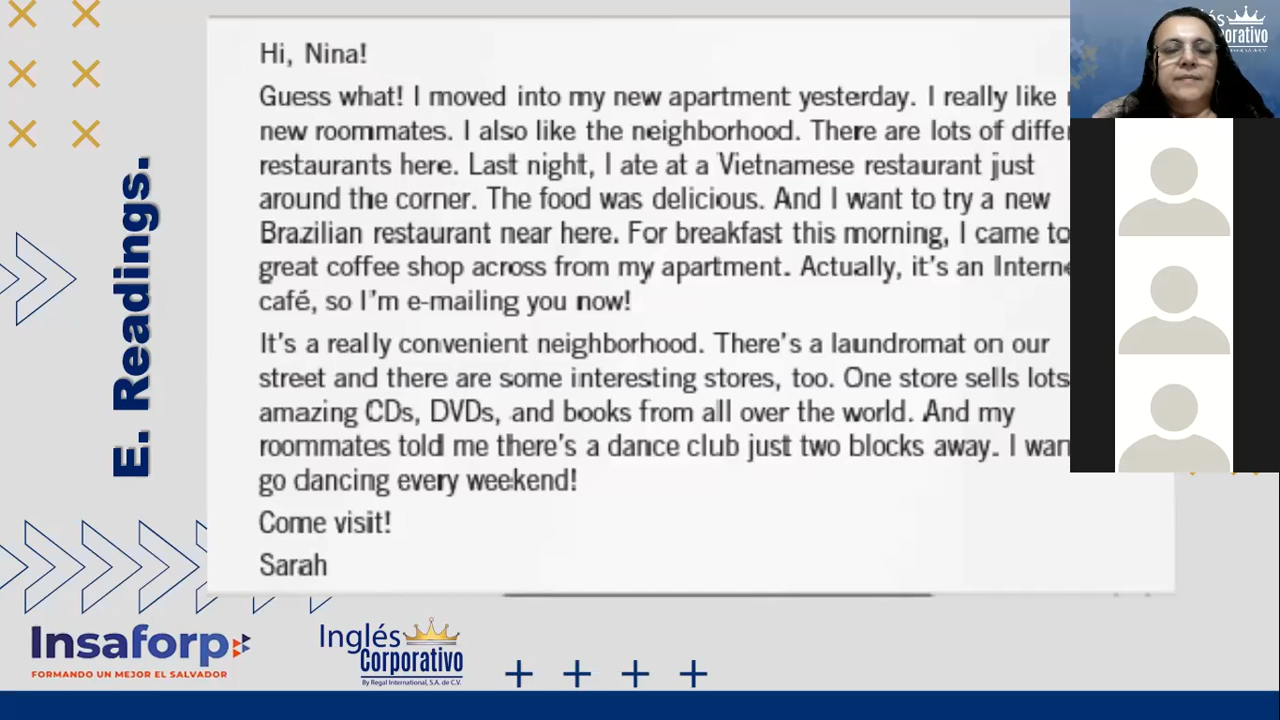 Hi, Nina!
Guess what! I moved into my new apartment yesterday. I really like
new roommates. I also like the neighborhood. There are lots of
restaurants here. Last night, I ate at a Vietnamese restaurant just
around the corner. The food was delicious. And I want to try a new
Brazilian restaurant near here. For breakfast this morning, I came to
great coffee shop across from my apartment. Actually, it's an
café, so I'm e-mailing you now!
It's a really convenient neighborhood. There's a laundromat on our
street and there are some interesting stores, too. One store sells lots
amazing CDs, DVDs, and books from all over the world. And my
roommates told me there's a dance club just two blocks away. I
go dancing every weekend!
Come visit!
Sarah
E. Readings.
Insaforp
FORMANDO UN MEJOR EL SALVADOR
Inglés
Corporativo
By Regal International, S.A. de C.V.